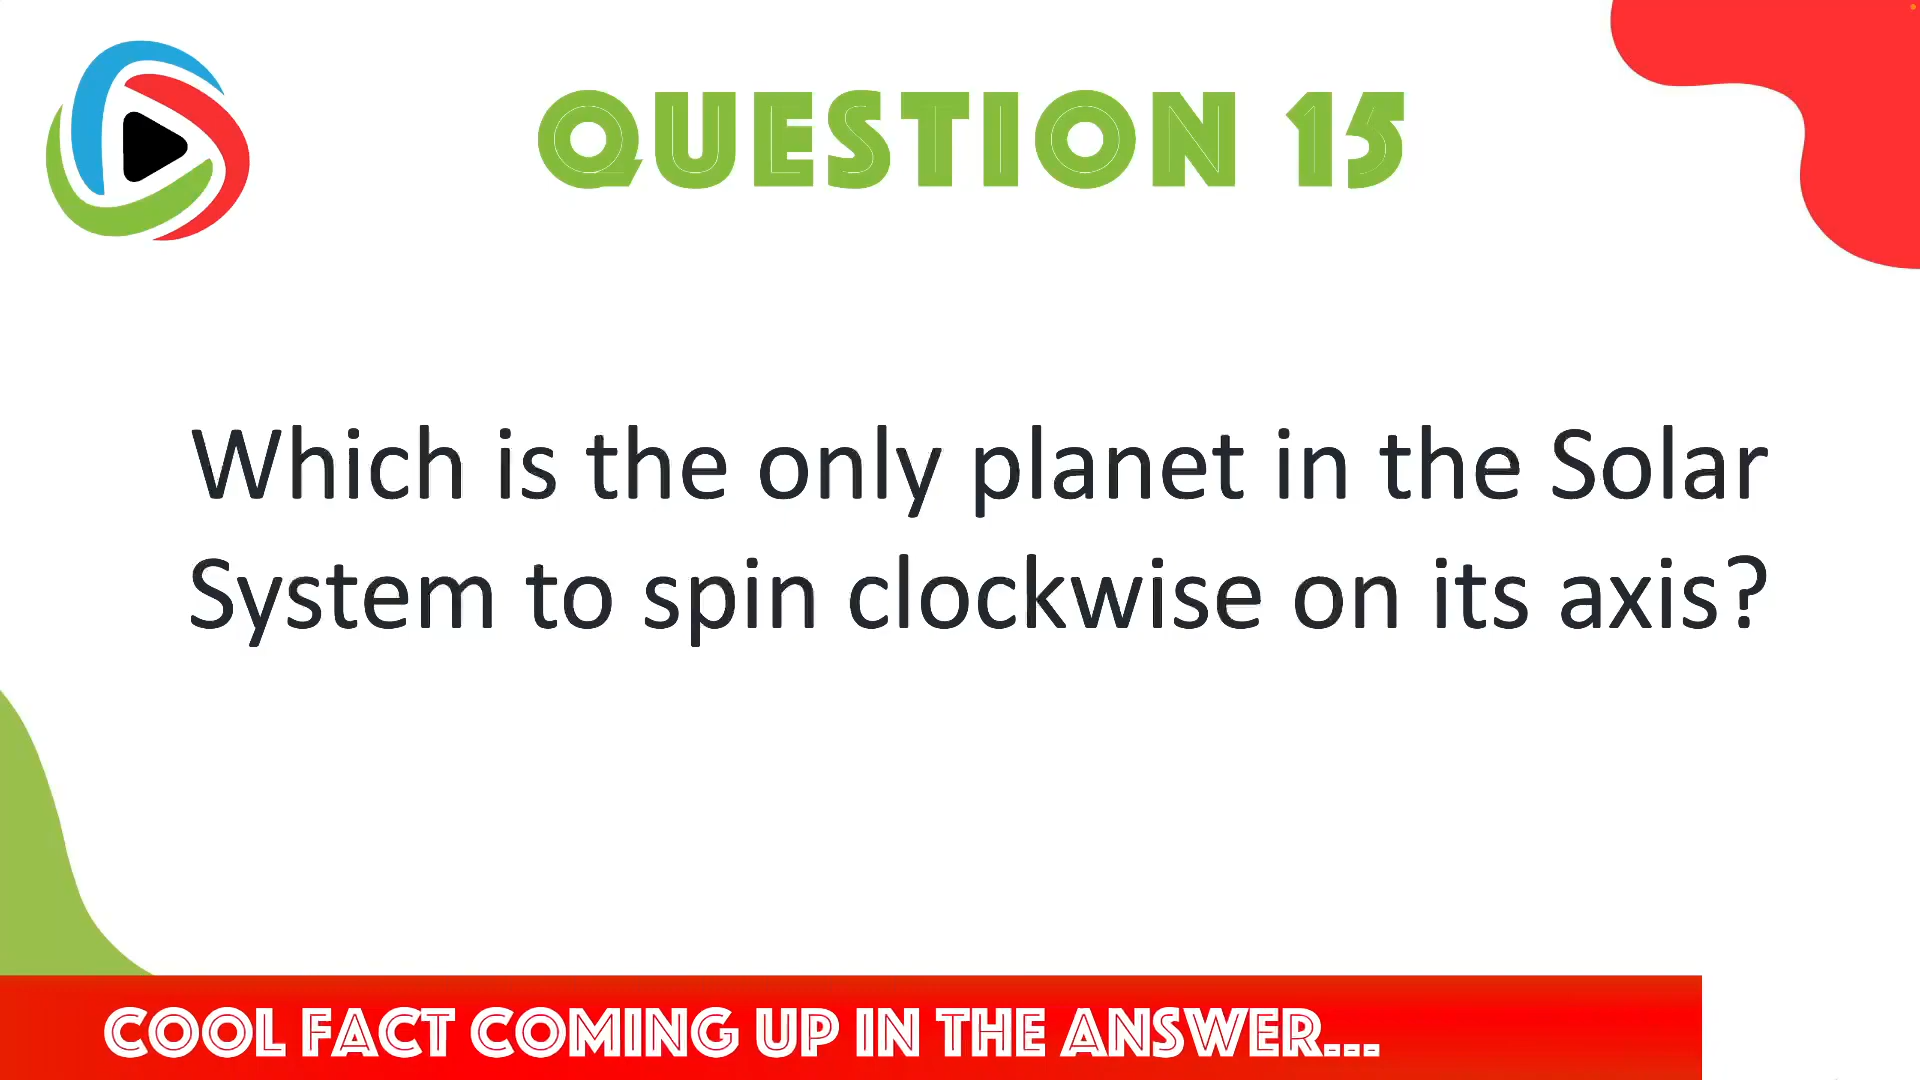 QUESTION 15
Which is the only planet in the Solar
System to spin clockwise on its axis?
COOL FACT COMING UP IN THE ANSWER...